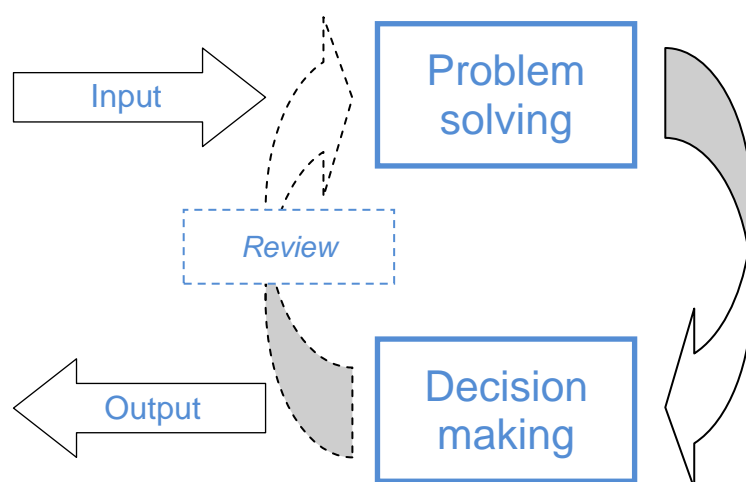 Input
Problem
solving
Review
Output
Decision
making